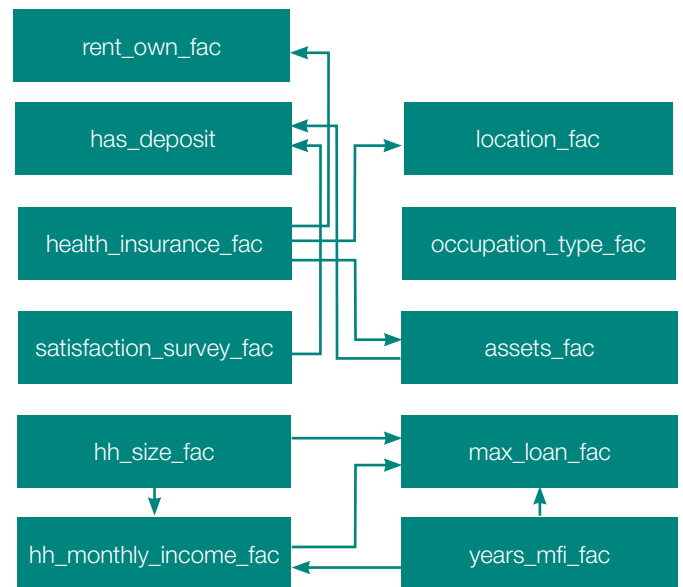 rent_own_fac
has_deposit
location_fac
health_insurance_fac
occupation_type_fac
satisfaction_survey_fac
assets_fac
hh_size_fac
max_loan_fac
hh_monthly_income_fac
years_mfi_fac